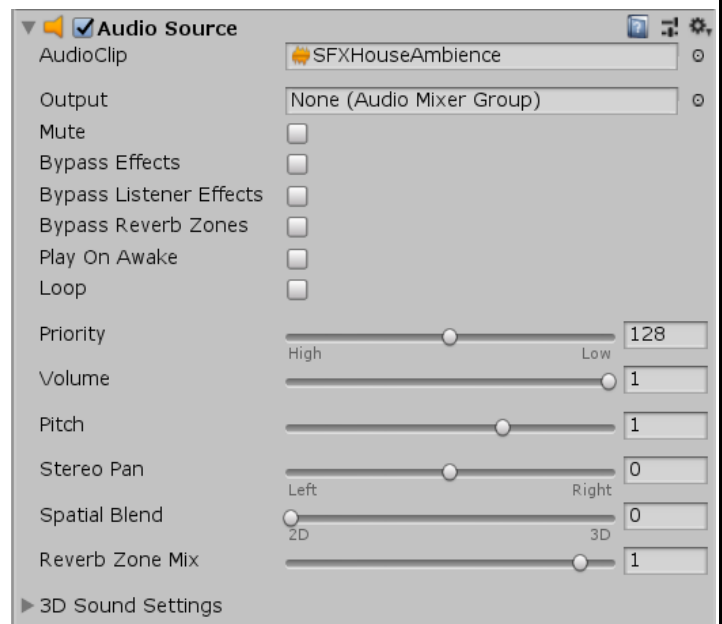 Audio Source
AudioClip SFXHouseAmbience
Output None (Audio Mixer Group)
Mute
Bypass Effects
Bypass Listener Effects
Bypass Reverb Zones
Play On Awake
Loop
Priority 128
High Low
Volume 1
Pitch 1
Stereo Pan 0
Left Right
Spatial Blend 0
2D 3D
Reverb Zone Mix 1
3D Sound Settings